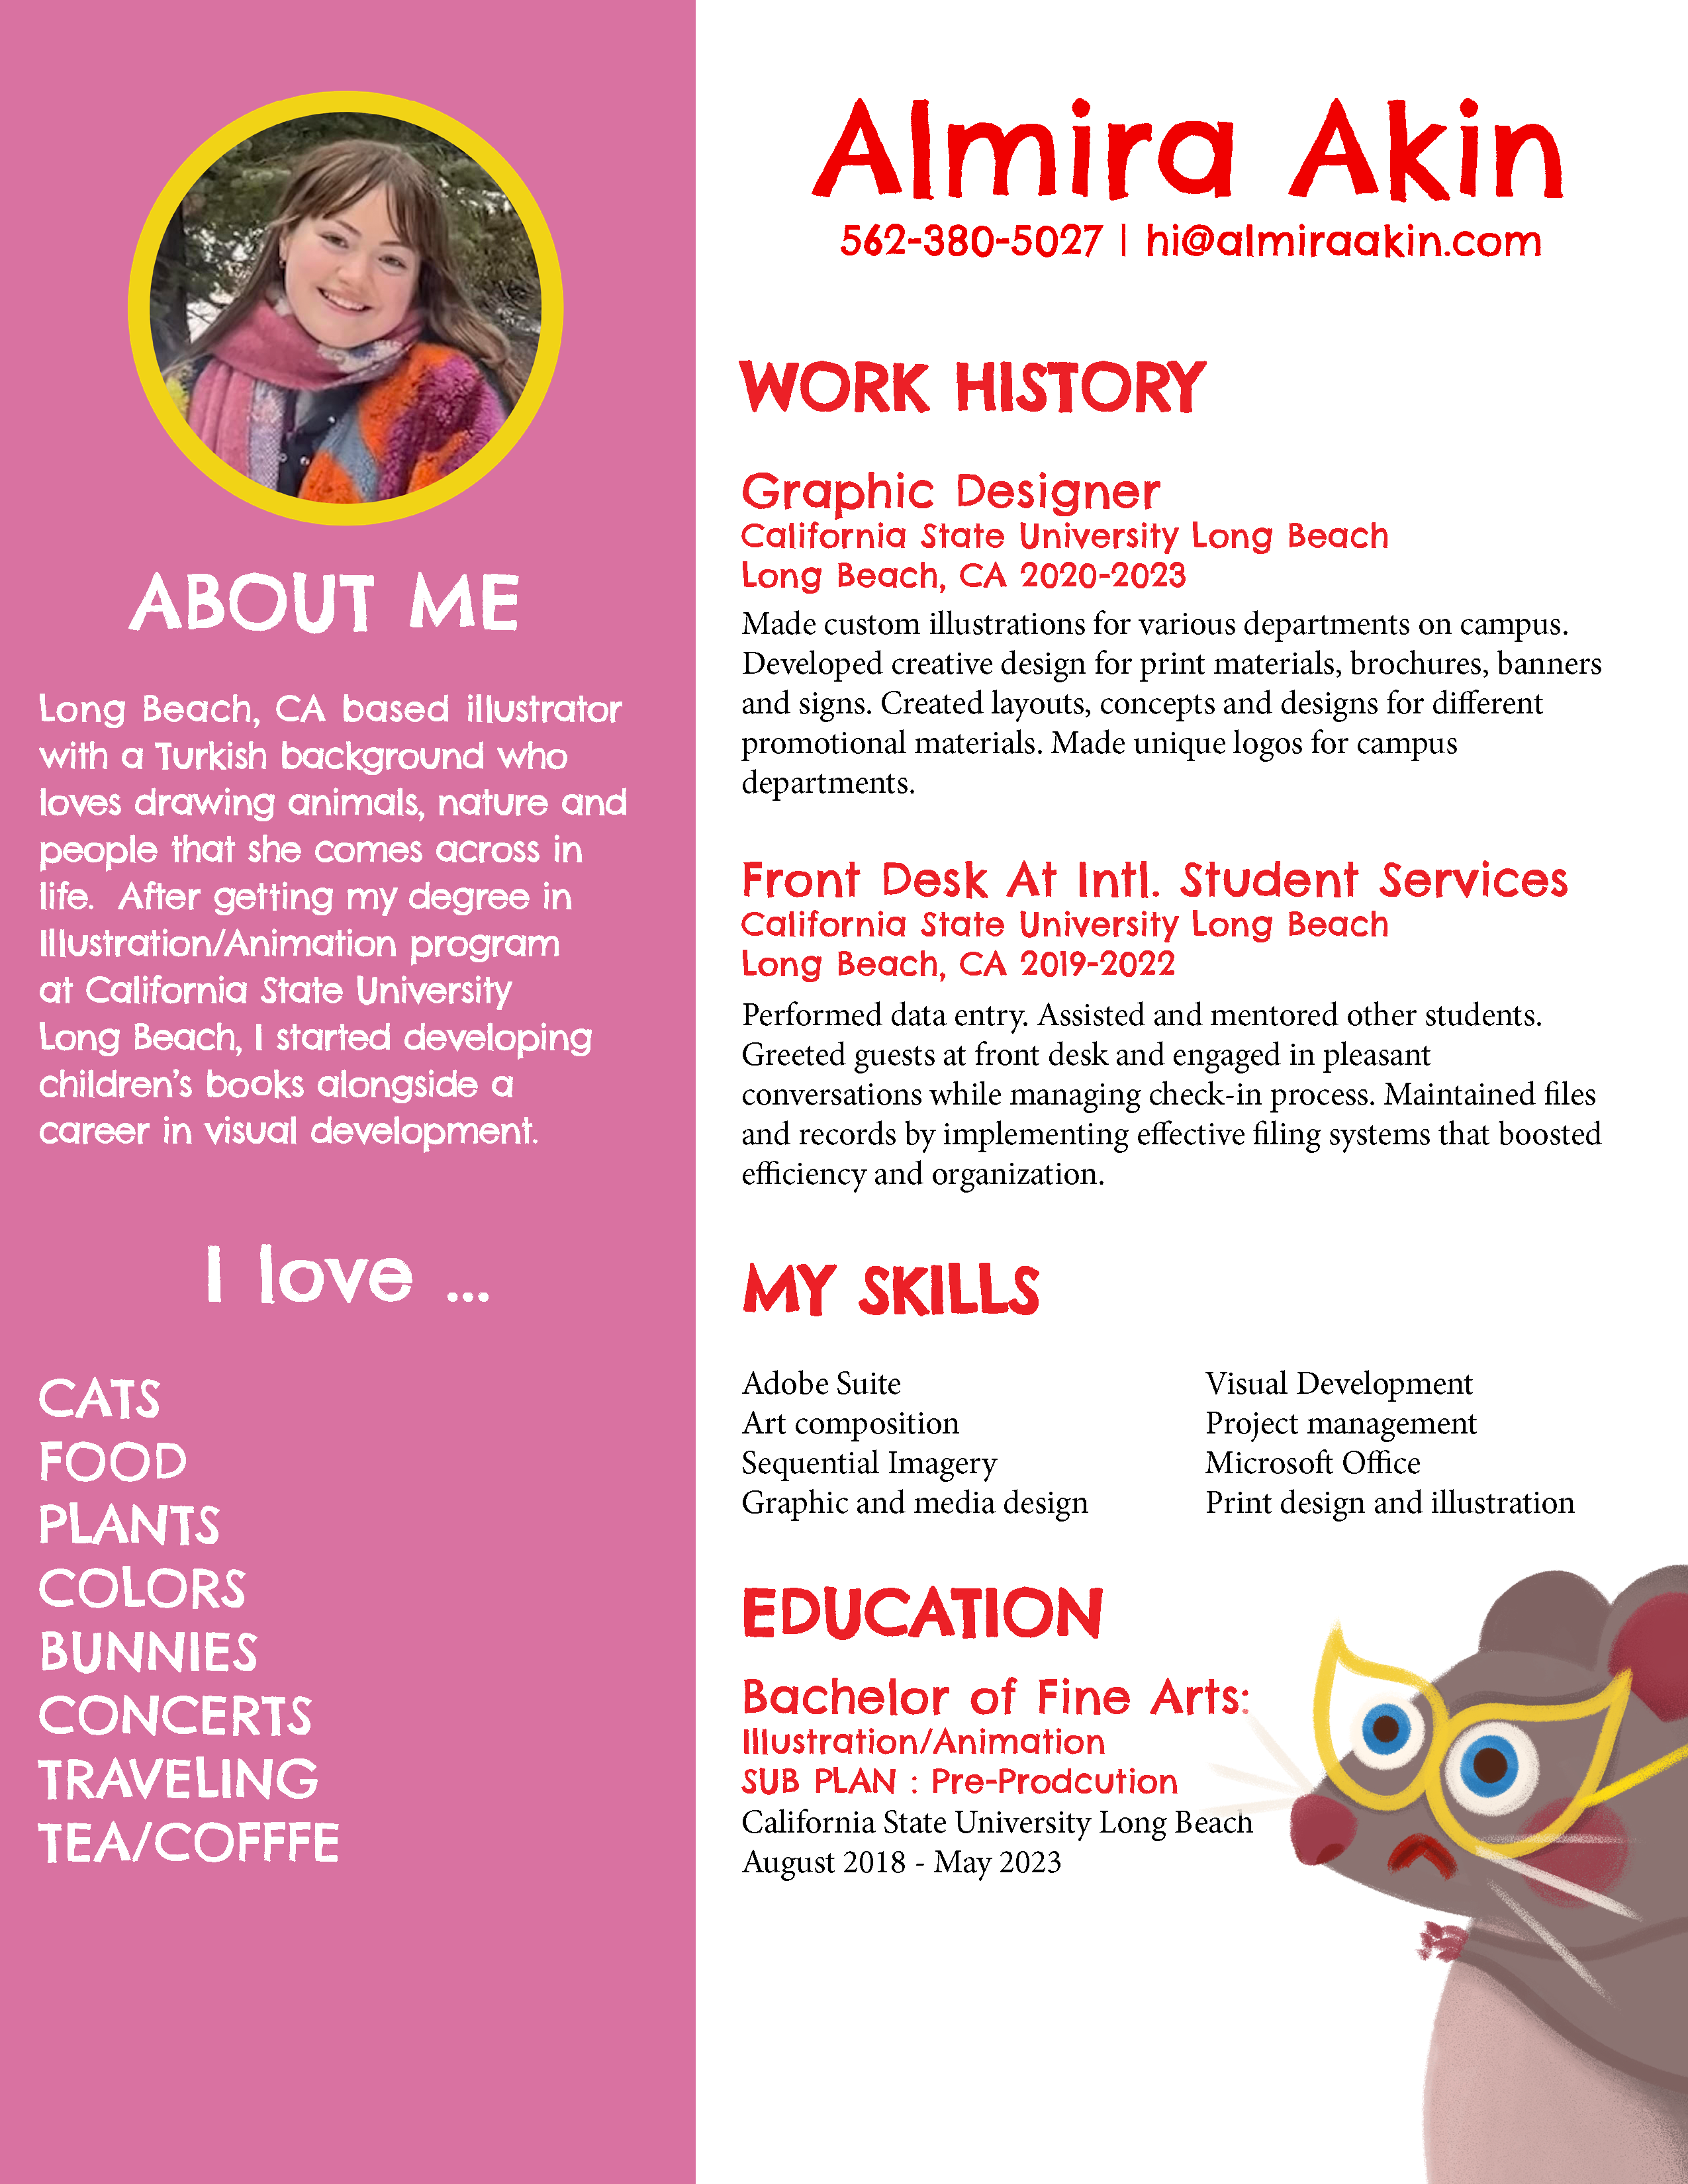 ABOUT ME
Long Beach, CA based illustrator
with a Turkish background who
loves drawing animals, nature and
people that she comes across in
life.  After getting my degree in
Illustration/Animation program
at California State University
Long Beach, I started developing
children's books alongside a
career in visual development.
I love ...
CATS
FOOD
PLANTS
COLORS
BUNNIES
CONCERTS
TRAVELING
TEA/COFFFE
Almira Akin
562-380-5027 | hi@almiraakin.com
WORK HISTORY
Graphic Designer
California State University Long Beach
Long Beach, CA 2020-2023
Made custom illustrations for various departments on campus.
Developed creative design for print materials, brochures, banners
and signs. Created layouts, concepts and designs for different
promotional materials. Made unique logos for campus
departments.
Front Desk At Intl. Student Services
California State University Long Beach
Long Beach, CA 2019-2022
Performed data entry. Assisted and mentored other students.
Greeted guests at front desk and engaged in pleasant
conversations while managing check-in process. Maintained files
and records by implementing effective filing systems that boosted
efficiency and organization.
MY SKILLS
Adobe Suite
Art composition
Sequential Imagery
Graphic and media design
Visual Development
Project management
Microsoft Office
Print design and illustration
EDUCATION
Bachelor of Fine Arts:
Illustration/Animation
SUB PLAN : Pre-Prodcution
California State University Long Beach
August 2018 - May 2023